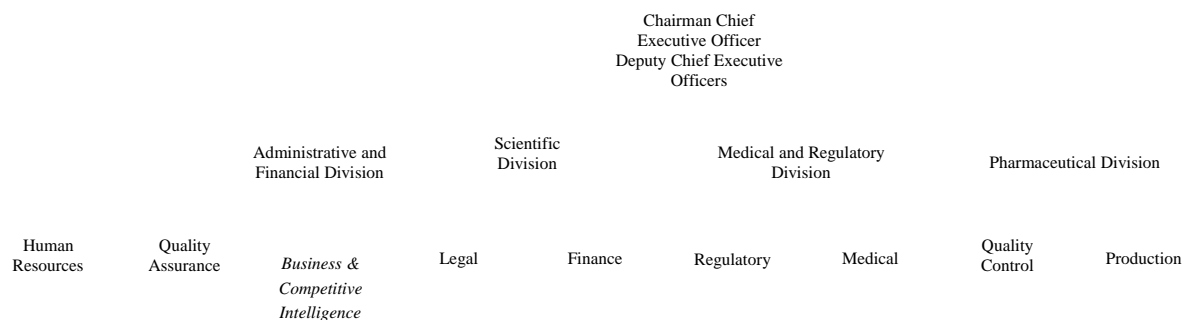 Chairman Chief
Executive Officer
Deputy Chief Executive
Officers
Administrative and
Financial Division
Scientific
Division
Medical and Regulatory
Division
Pharmaceutical Division
Human
Resources
Quality
Assurance
Business &
Competitive
Intelligence
Legal
Finance
Regulatory
Medical
Quality
Control
Production